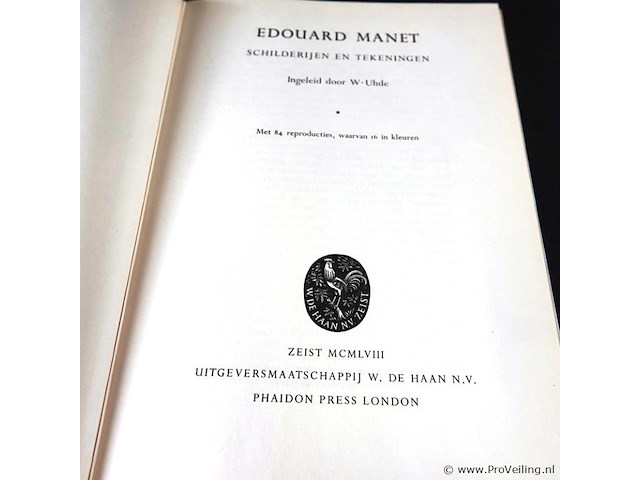 EDOUARD MANET
SCHILDERIJEN EN TEKENINGEN
Ingeleid door W·Uhde
Met 84 reproducties, waarvan 16 in kleuren
W. DE HAAN N.V. ZEIST
ZEIST MCMLVIII
UITGEVERSMAATSCHAPPIJ W. DE HAAN N.V.
PHAIDON PRESS LONDON
© www.ProVeiling.nl